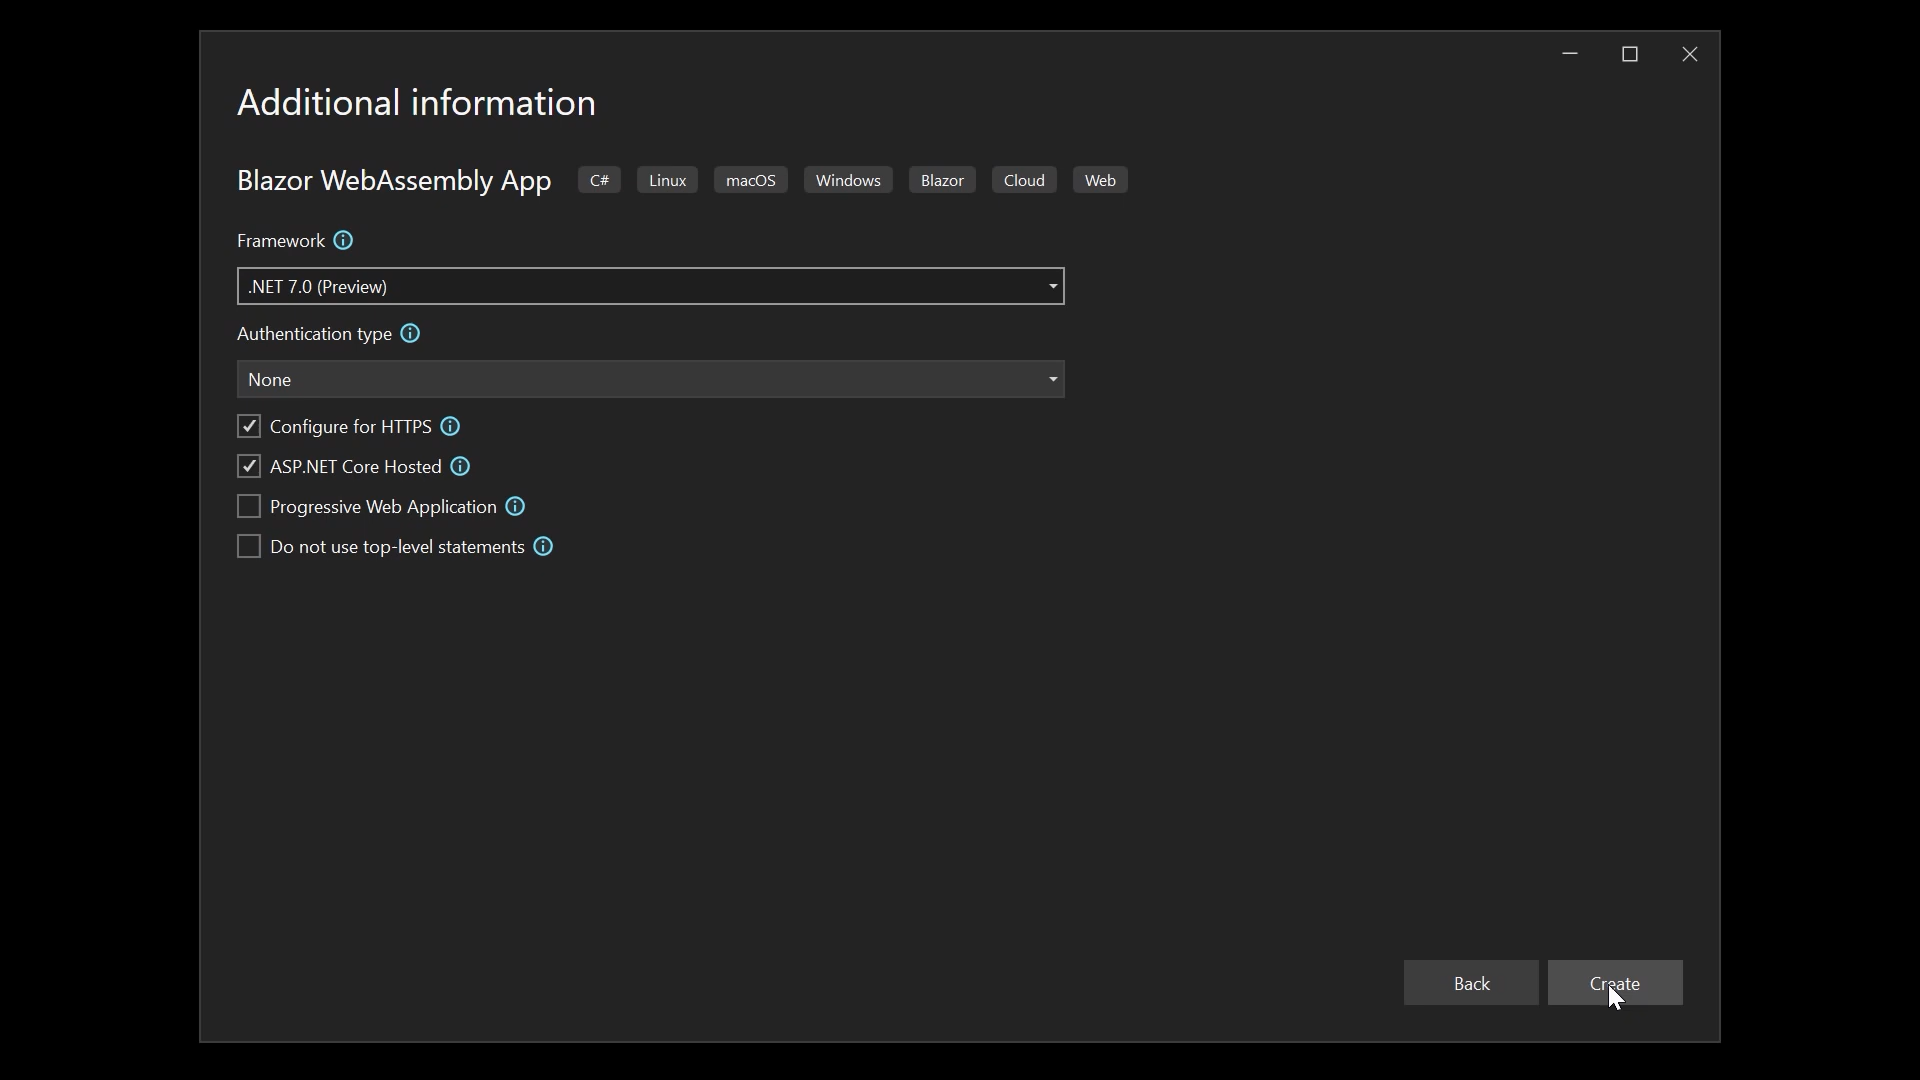 Additional information
Blazor WebAssembly App C# Linux macOS Windows Blazor Cloud Web
Framework
.NET 7.0 (Preview)
Authentication type
None
Configure for HTTPS
ASP.NET Core Hosted
Progressive Web Application
Do not use top-level statements
Back Create